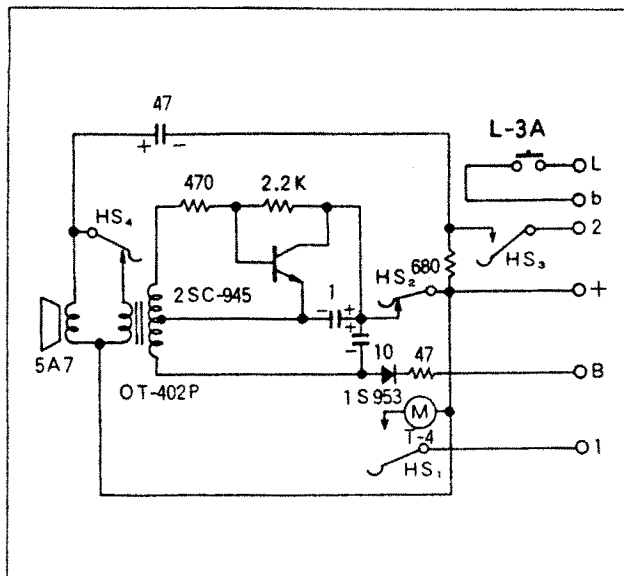 47
+ -
L-3A
L
b
2
470
2.2K
HS₄
HS₃
680
HS₂
+
2SC-945
1
- +
+
-
5A7
OT-402P
10
47
B
1S953
M
T-4
HS₁
1